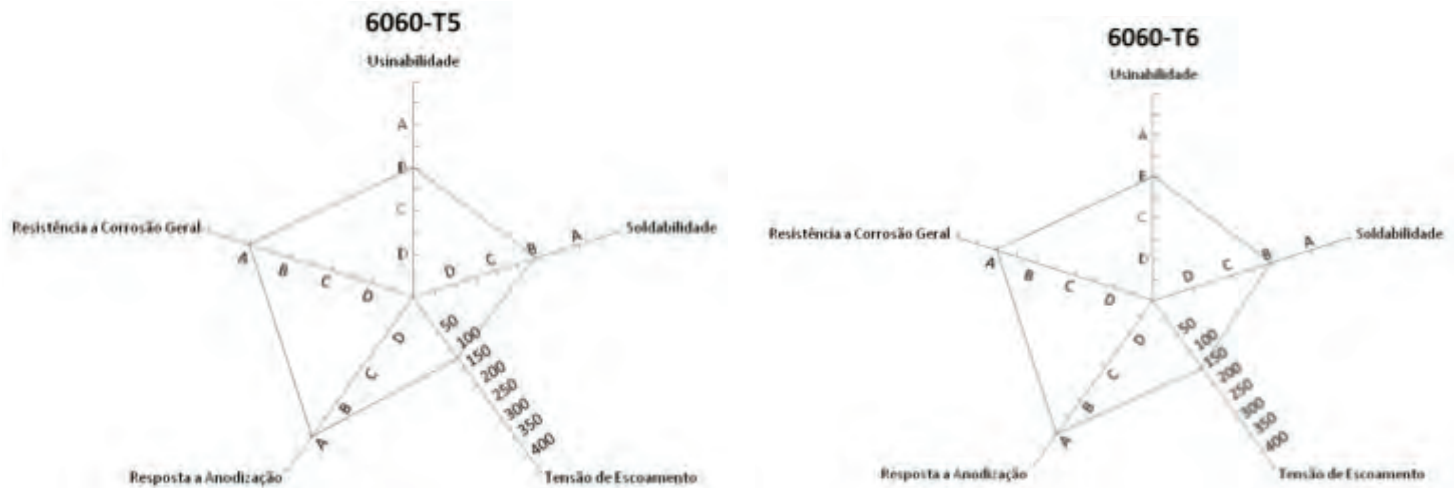 6060-T5
Usinabilidade
A
B
C
D
Resistência a Corrosão Geral
A
B
C
D
Soldabilidade
D
C
B
A
50
100
150
200
250
300
350
400
Tensão de Escoamento
D
C
B
A
Resposta a Anodização
6060-T6
Usinabilidade
A
B
C
D
Resistência a Corrosão Geral
A
B
C
D
Soldabilidade
D
C
B
A
50
100
150
200
250
300
350
400
Tensão de Escoamento
D
C
B
A
Resposta a Anodização